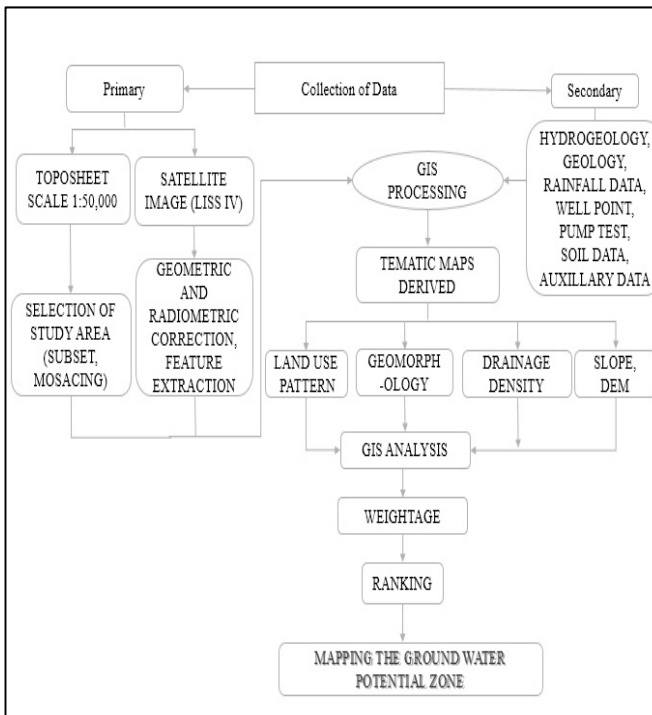 Primary
Collection of Data
Secondary
TOPOSHEET
SCALE 1:50,000
SATELLITE
IMAGE (LISS IV)
GIS
PROCESSING
HYDROGEOLOGY,
GEOLOGY,
RAINFALL DATA,
WELL POINT,
PUMP TEST,
SOIL DATA,
AUXILLARY DATA
SELECTION OF
STUDY AREA
(SUBSET,
MOSACING)
GEOMETRIC
AND
RADIOMETRIC
CORRECTION,
FEATURE
EXTRACTION
TEMATIC MAPS
DERIVED
LAND USE
PATTERN
GEOMORPH
-OLOGY
DRAINAGE
DENSITY
SLOPE,
DEM
GIS ANALYSIS
WEIGHTAGE
RANKING
MAPPING THE GROUND WATER
POTENTIAL ZONE